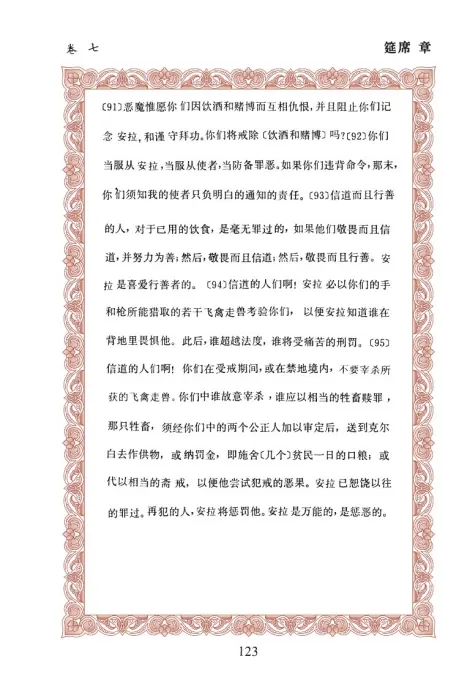 卷 七
筵席 章
(91)恶魔惟愿你们因饮酒和赌博而互相仇恨，并且阻止你们记
念 安拉，和谨守拜功。你们将戒除(饮酒和赌博)吗？(92)你们
当服从安拉，当服从使者，当防备罪恶。如果你们违背命令，那末，
你们须知我的使者只负明白的通知的责任。(93)信道而且行善
的人，对于已用的饮食，是毫无罪过的，如果他们敬畏而且信
道，并努力为善；然后，敬畏而且信道；然后，敬畏而且行善。安
拉是喜爱行善者的。(94)信道的人们啊！安拉必以你们的手
和枪所能猎取的若干飞禽走兽考验你们，以便安拉知道谁在
背地里畏惧他。此后，谁超越法度，谁将受痛苦的刑罚。(95)
信道的人们啊！你们在受戒期间，或在禁地境内，不要宰杀所
获的飞禽走兽。你们中谁故意宰杀，谁应以相当的牲畜赎罪，
那只牲畜，须经你们中的两个公正人加以审定后，送到克尔
白去作供物，或纳罚金，即施舍(几个)贫民一日的口粮；或
代以相当的斋戒，以便他尝试犯戒的恶果。安拉已恕饶以往
的罪过。再犯的人，安拉将惩罚他。安拉是万能的，是惩恶的。
123